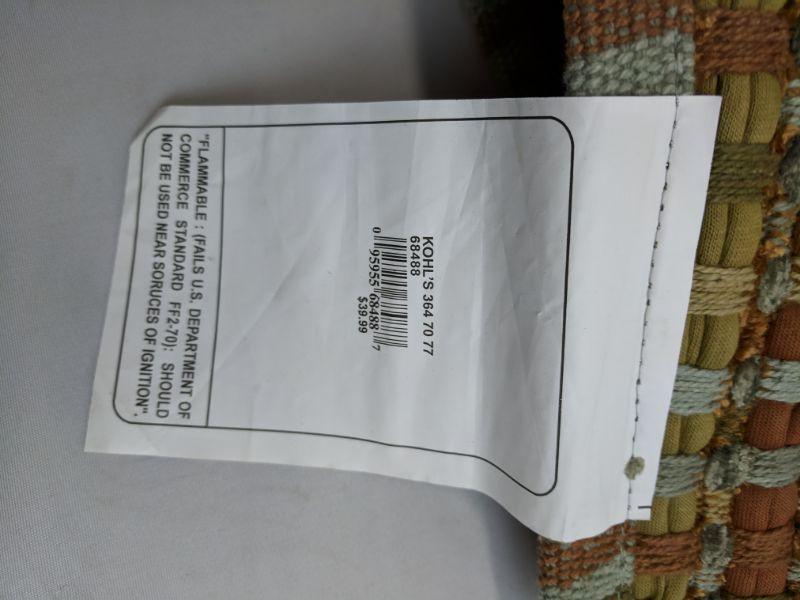 KOHL'S 364 70 77
68488
0 95955 68488 7
$39.99
"FLAMMABLE : (FAILS U.S. DEPARTMENT OF
COMMERCE STANDARD FF2-70): SHOULD
NOT BE USED NEAR SORUCES OF IGNITION".